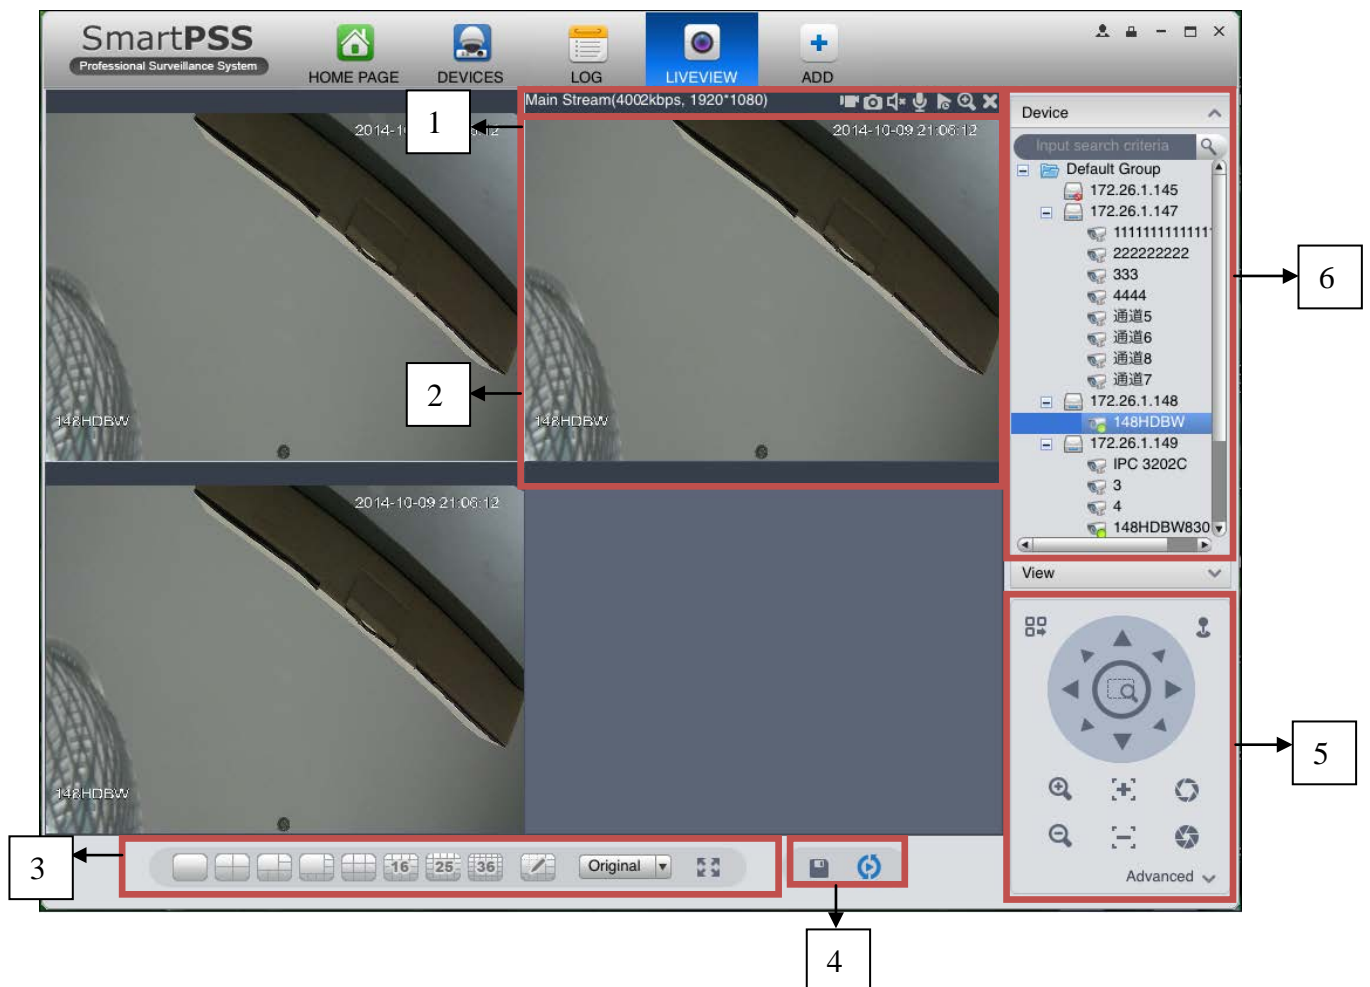 SmartPSS
Professional Surveillance System
HOME PAGE
DEVICES
LOG
LIVEVIEW
ADD
1
Main Stream(4002kbps, 1920*1080)
2014-10
12
2014-10-09 21:06:12
148HDBW
2
148HDBW
2014-10-09 21:06:12
148HDBW
Device
Input search criteria
Default Group
172.26.1.145
172.26.1.147
222222222
333
4444
通道5
通道6
通道8
通道7
172.26.1.148
148HDBW
172.26.1.149
IPC 3202C
3
4
148HDBW830
6
View
5
Advanced
3
16
25
36
Original
4